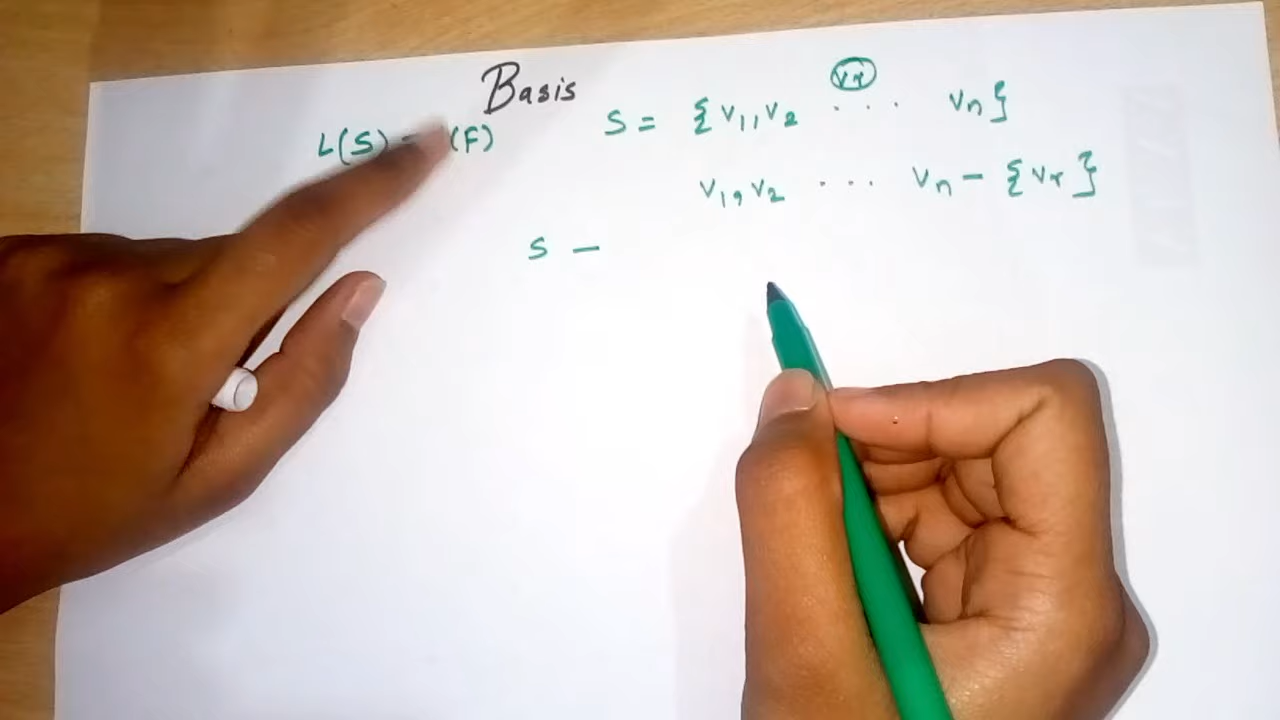 Basis
L(S) = (F)
S = {v1, v2 ... vr ... vn}
v1, v2 ... vn - {vr}
S -